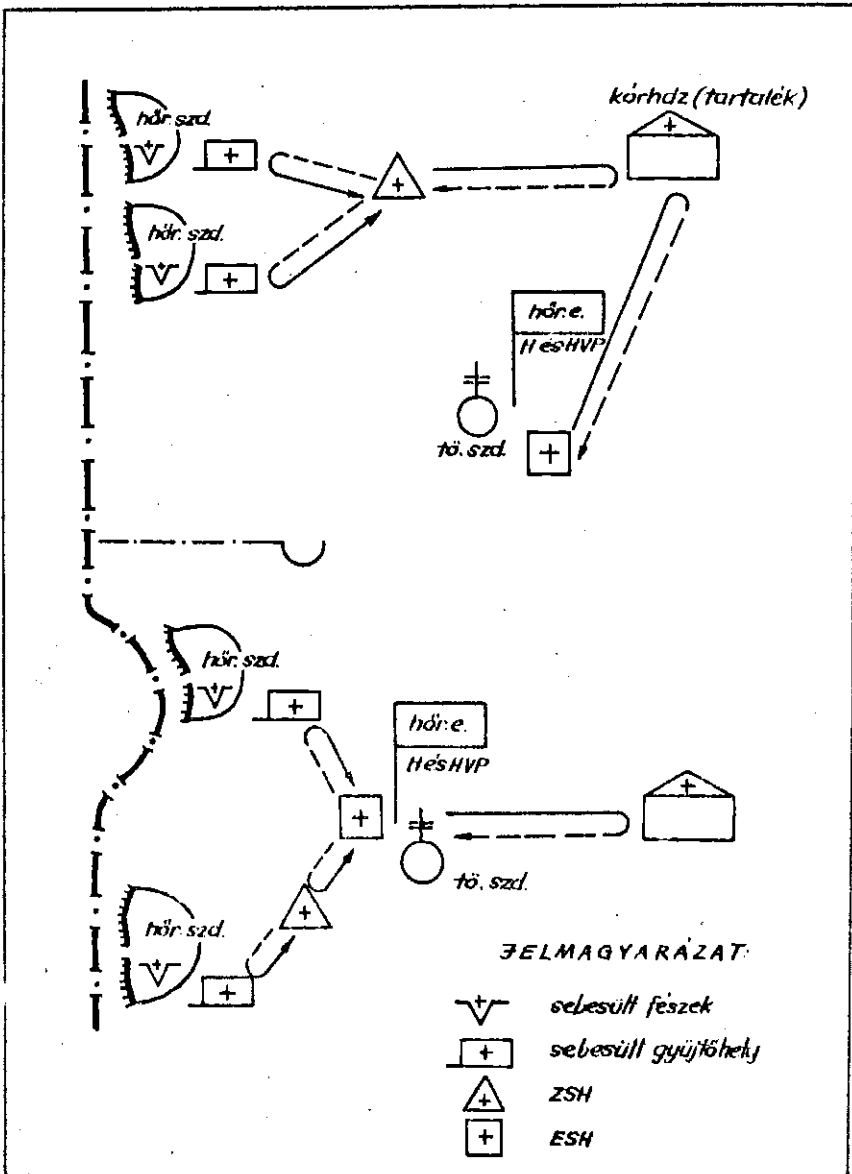 kórház (tartalék)
hőr. szd.
hőr. szd.
hőr. e.
H és HVP
tö. szd.
hőr. szd.
hőr. e.
H és HVP
tö. szd.
hőr. szd.
JELMAGYARÁZAT:
sebesült fészek
sebesült gyüjtőhely
ZSH
ESH